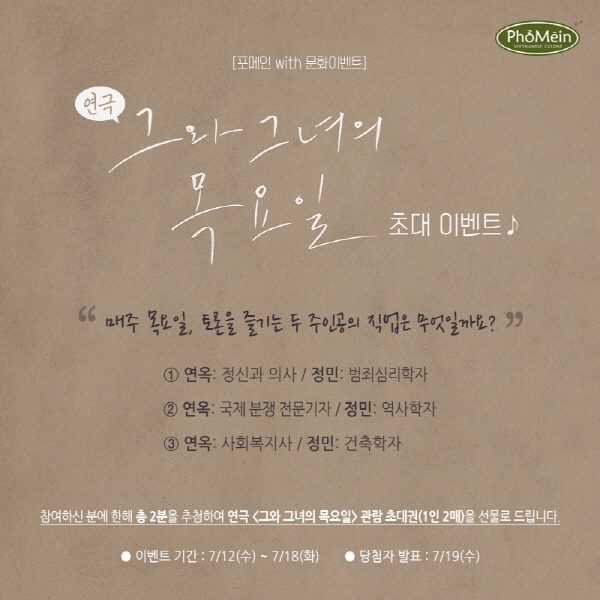 PhởMein
VIETNAMESE CUISINE
[포메인 with 문화이벤트]
연극
그와 그녀의
목요일
초대 이벤트♪
“ 매주 목요일, 토론을 즐기는 두 주인공의 직업은 무엇일까요? ”
① 연옥: 정신과 의사 / 정민: 범죄심리학자
② 연옥: 국제 분쟁 전문기자 / 정민: 역사학자
③ 연옥: 사회복지사 / 정민: 건축학자
참여하신 분에 한해 총 2분을 추첨하여 연극 <그와 그녀의 목요일> 관람 초대권(1인 2매)을 선물로 드립니다.
● 이벤트 기간 : 7/12(수) ~ 7/18(화) ● 당첨자 발표 : 7/19(수)